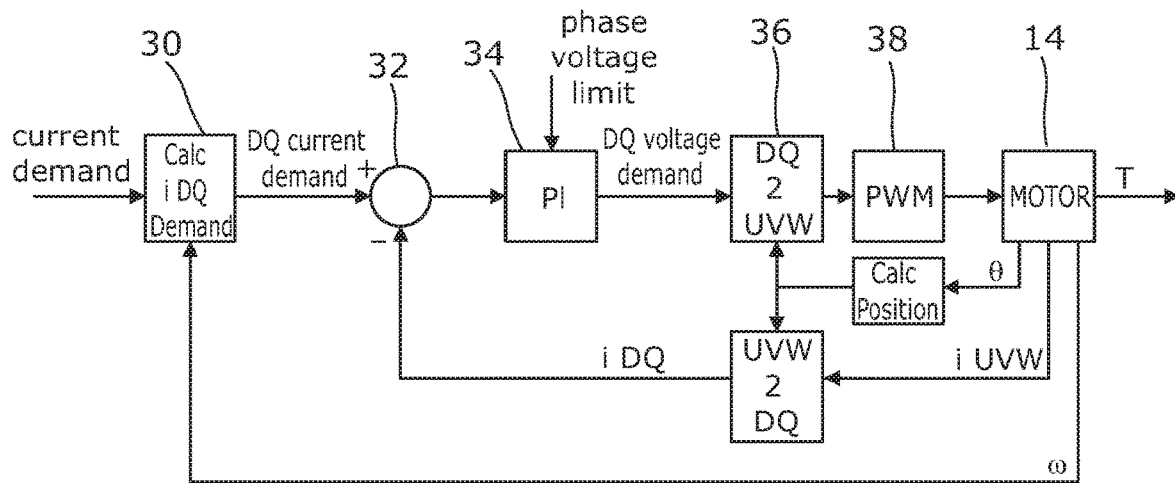 30
32
34
phase
voltage
limit
36
38
14
current
demand
Calc
i DQ
Demand
DQ current
demand
+
−
PI
DQ voltage
demand
DQ
2
UVW
PWM
MOTOR
T
Calc
Position
θ
UVW
2
DQ
i DQ
i UVW
ω